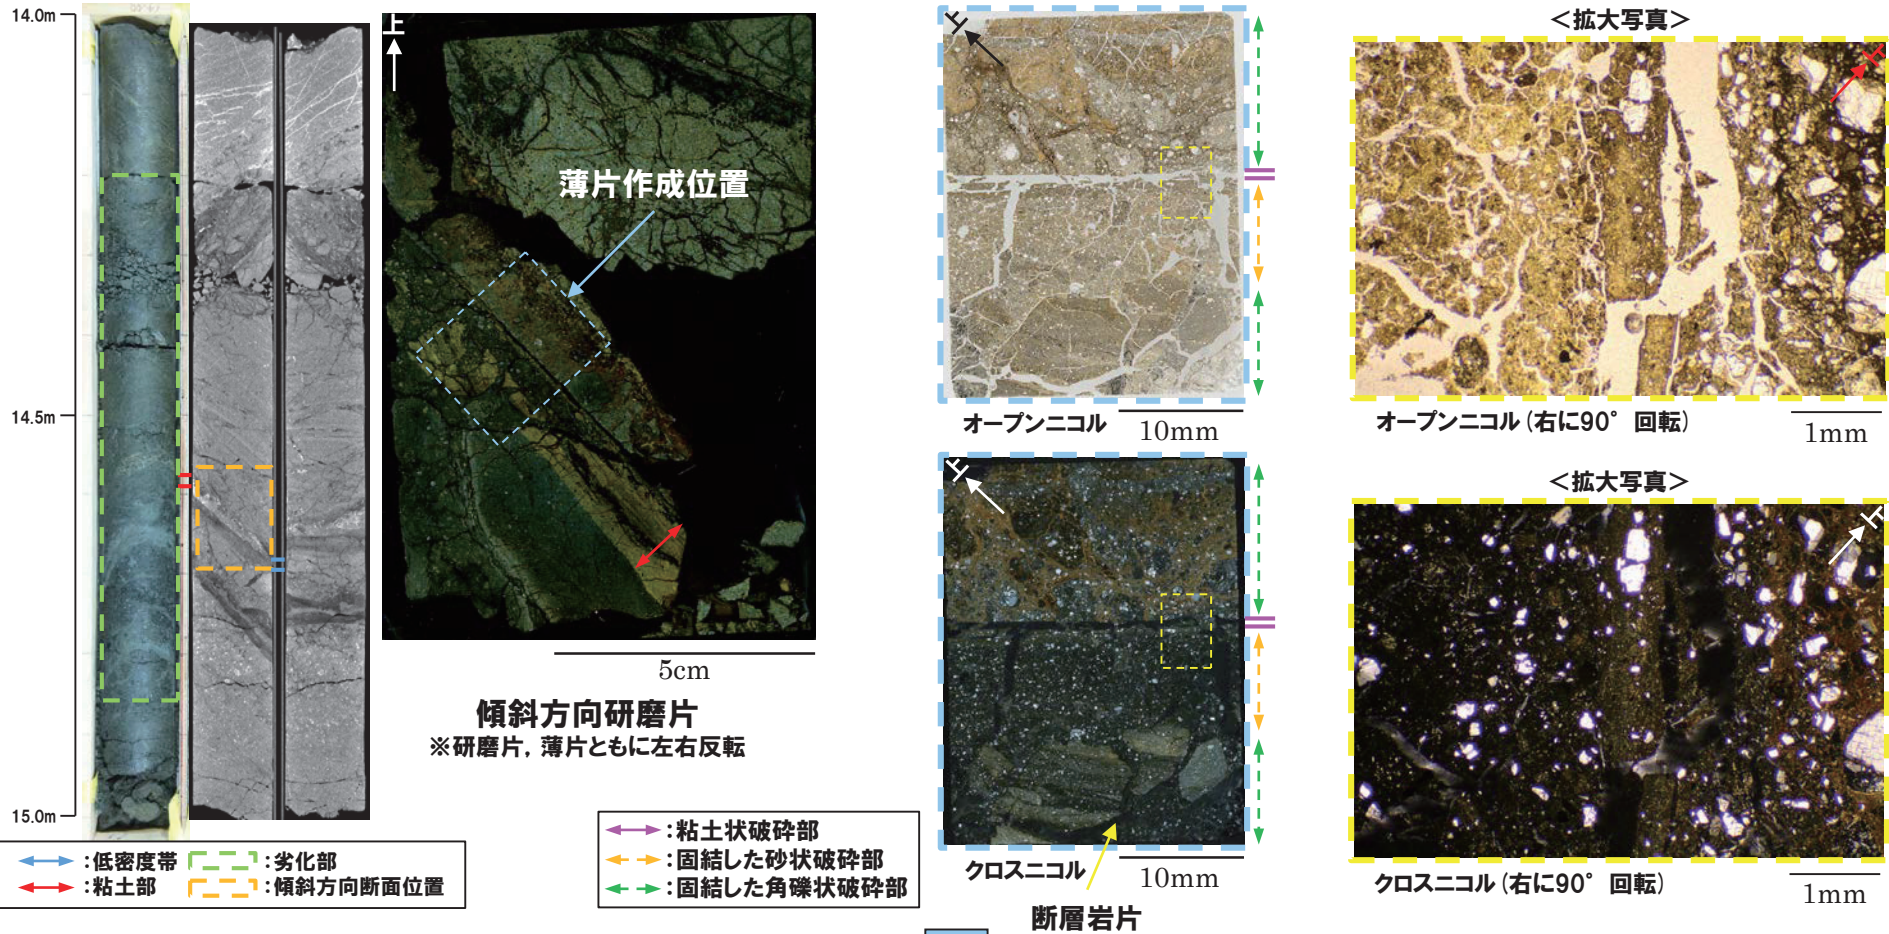 14.0m
14.5m
15.0m
:低密度帯
:劣化部
:粘土部
:傾斜方向断面位置
上
薄片作成位置
5cm
傾斜方向研磨片
※研磨片，薄片ともに左右反転
:粘土状破砕部
:固結した砂状破砕部
:固結した角礫状破砕部
上
オープンニコル
10mm
上
クロスニコル
10mm
断層岩片
＜拡大写真＞
上
オープンニコル (右に90° 回転)
1mm
＜拡大写真＞
上
クロスニコル (右に90° 回転)
1mm